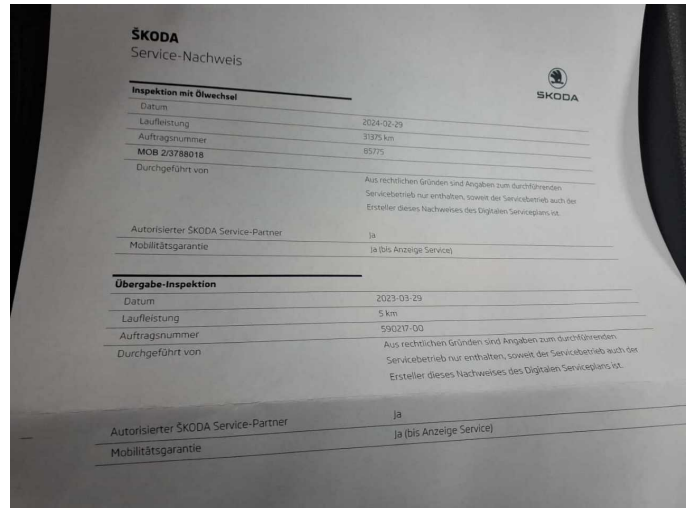 ŠKODA
Service-Nachweis
ŠKODA
Inspektion mit Ölwechsel
Datum 2024-02-29
Laufleistung 31375 km
Auftragsnummer 65775
MOB 2/3788018
Durchgeführt von Aus rechtlichen Gründen sind Angaben zum durchführenden
Servicebetrieb nur enthalten, soweit der Servicebetrieb auch der
Ersteller dieses Nachweises des Digitalen Serviceplans ist.
Autorisierter ŠKODA Service-Partner Ja
Mobilitätsgarantie Ja (bis Anzeige Service)
Übergabe-Inspektion
Datum 2023-03-29
Laufleistung 5 km
Auftragsnummer 590217-00
Durchgeführt von Aus rechtlichen Gründen sind Angaben zum durchführenden
Servicebetrieb nur enthalten, soweit der Servicebetrieb auch der
Ersteller dieses Nachweises des Digitalen Serviceplans ist.
Autorisierter ŠKODA Service-Partner Ja
Mobilitätsgarantie Ja (bis Anzeige Service)